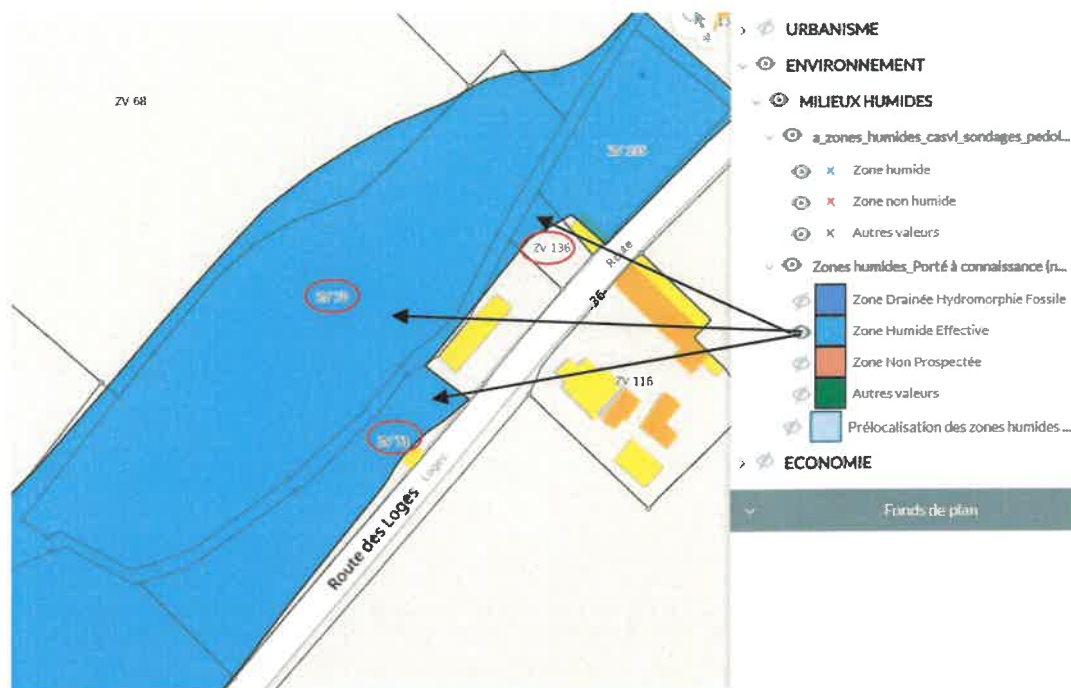 URBANISME
ENVIRONNEMENT
MILIEUX HUMIDES
a_zones_humides_casvl_sondages_pedol...
Zone humide
Zone non humide
Autres valeurs
Zones humides_Porté à connaissance (n...
Zone Drainée Hydromorphie Fossile
Zone Humide Effective
Zone Non Prospectée
Autres valeurs
Prélocalisation des zones humides ...
ECONOMIE
Fonds de plan
ZV 68
ZV 136
Route
-36-
ZV 116
Loges
Route des Loges